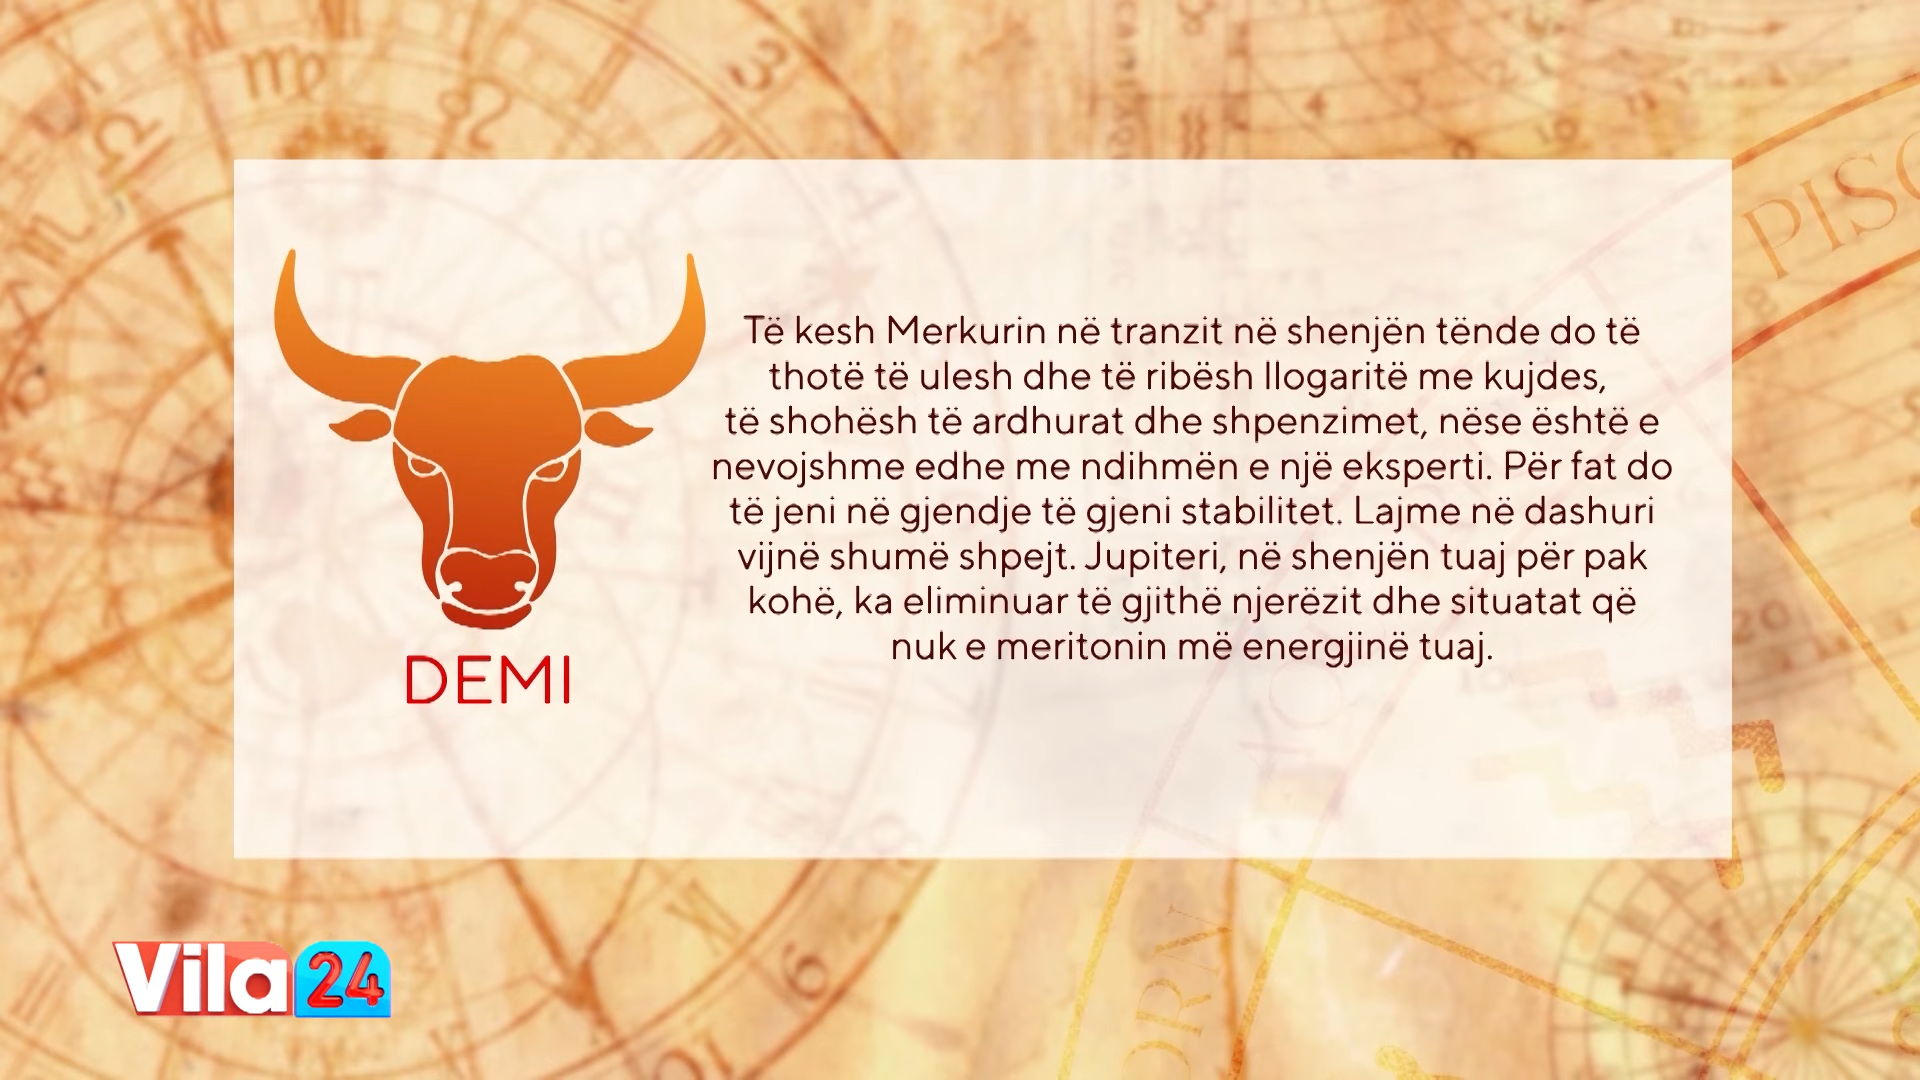 Të kesh Merkurin në tranzit në shenjën tënde do të
thotë të ulesh dhe të ribësh llogaritë me kujdes,
të shohësh të ardhurat dhe shpenzimet, nëse është e
nevojshme edhe me ndihmën e një eksperti. Për fat do
të jeni në gjendje të gjeni stabilitet. Lajme në dashuri
vijnë shumë shpejt. Jupiteri, në shenjën tuaj për pak
kohë, ka eliminuar të gjithë njerëzit dhe situatat që
nuk e meritonin më energjinë tuaj.
DEMI
Vila 24
PISC